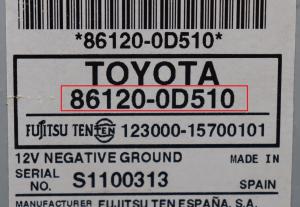 *86120-0D510*
TOYOTA
86120-0D510
FUJITSU TEN TEN 123000-15700101
12V NEGATIVE GROUND MADE IN
SERIAL NO. S1100313 SPAIN
MANUFACTURER FUJITSU TEN ESPAÑA, S.A.